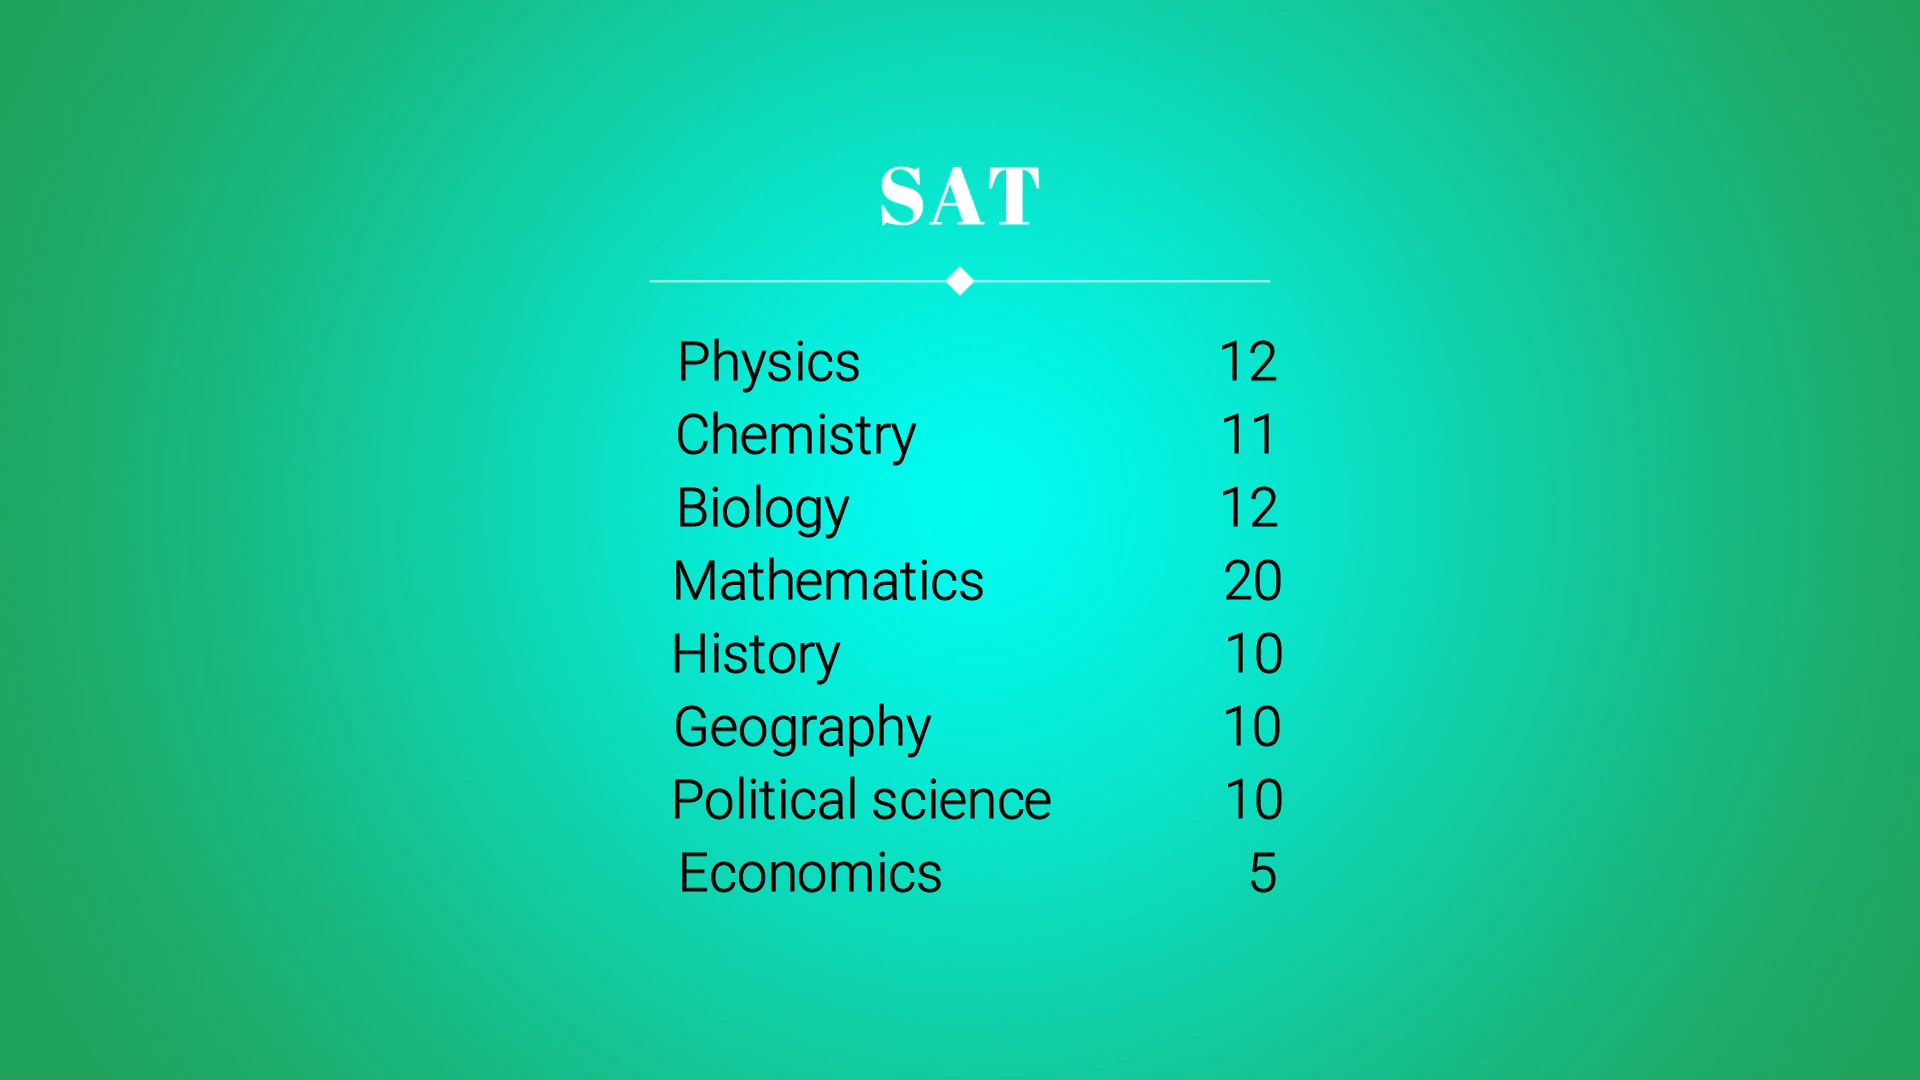 SAT
Physics 12
Chemistry 11
Biology 12
Mathematics 20
History 10
Geography 10
Political science 10
Economics 5